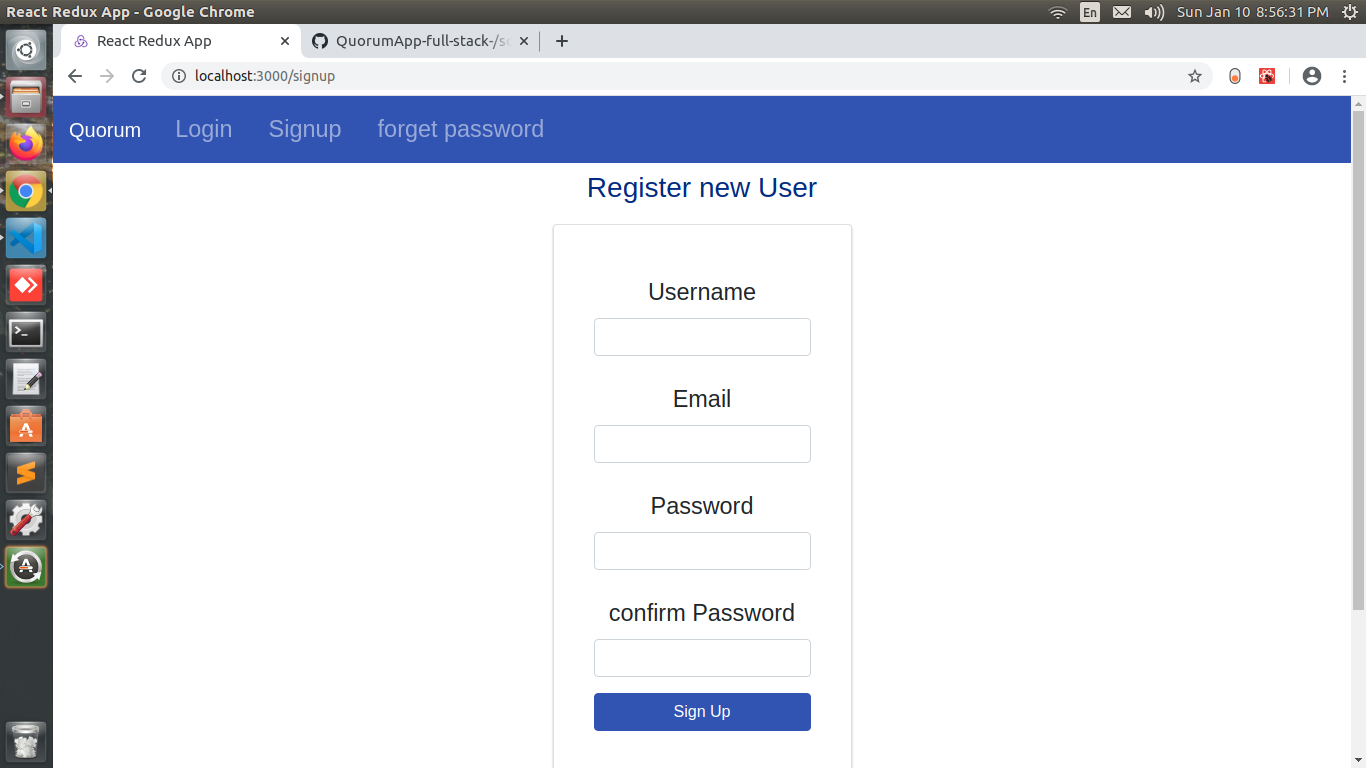 React Redux App - Google Chrome
En
Sun Jan 10 8:56:31 PM
React Redux App
QuorumApp-full-stack-/sc
localhost:3000/signup
Quorum Login Signup forget password
Register new User
Username
Email
Password
confirm Password
Sign Up